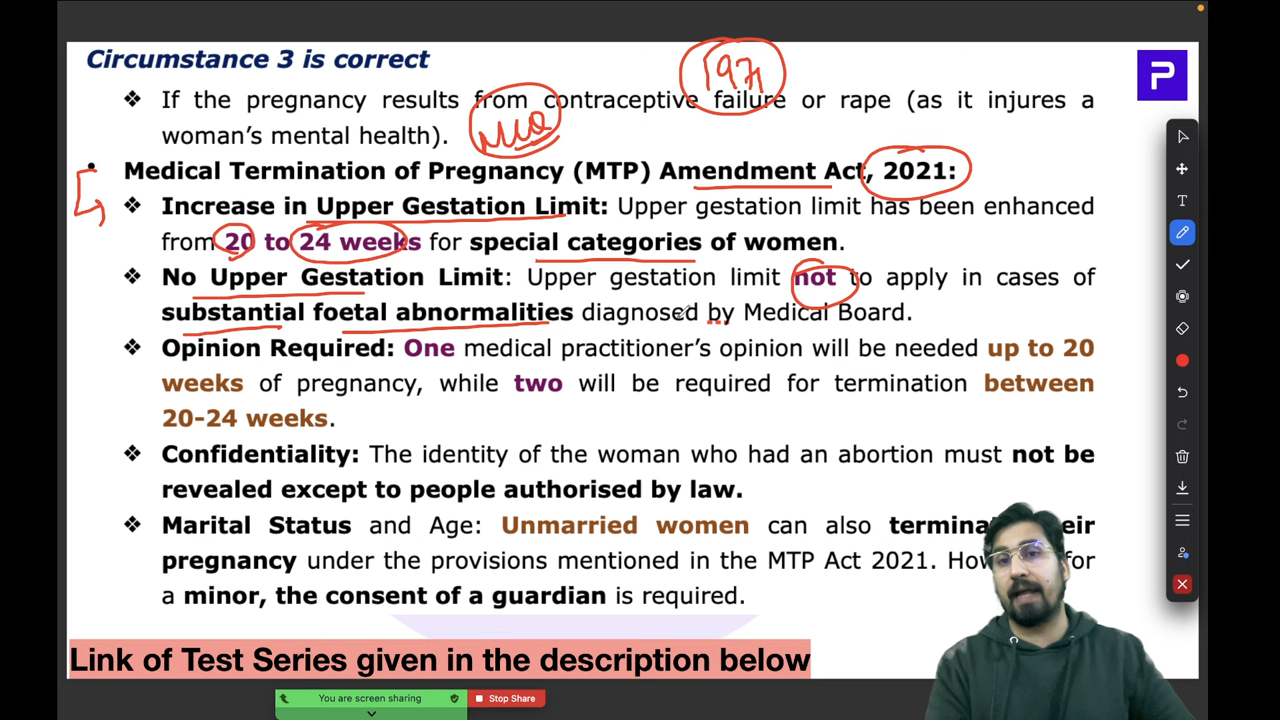 Circumstance 3 is correct
1971
❖ If the pregnancy results from contraceptive failure or rape (as it injures a
woman's mental health).
• Medical Termination of Pregnancy (MTP) Amendment Act, 2021:
❖ Increase in Upper Gestation Limit: Upper gestation limit has been enhanced
from 20 to 24 weeks for special categories of women.
❖ No Upper Gestation Limit: Upper gestation limit not to apply in cases of
substantial foetal abnormalities diagnosed by Medical Board.
❖ Opinion Required: One medical practitioner's opinion will be needed up to 20
weeks of pregnancy, while two will be required for termination between
20-24 weeks.
❖ Confidentiality: The identity of the woman who had an abortion must not be
revealed except to people authorised by law.
❖ Marital Status and Age: Unmarried women can also
pregnancy under the provisions mentioned in the MTP Act 2021. for
a minor, the consent of a guardian is required.
Link of Test Series given in the description below
You are screen sharing
Stop Share
P
T